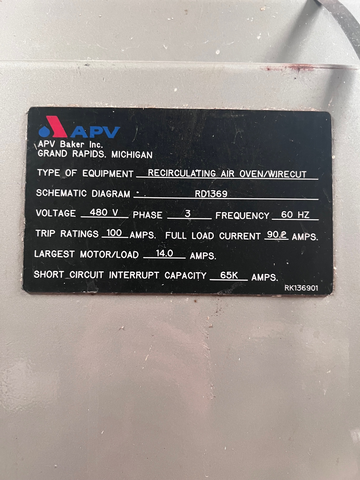 APV
APV Baker Inc.
GRAND RAPIDS, MICHIGAN
TYPE OF EQUIPMENT RECIRCULATING AIR OVEN/WIRECUT
SCHEMATIC DIAGRAM RD1369
VOLTAGE 480 V PHASE 3 FREQUENCY 60 HZ
TRIP RATINGS 100 AMPS. FULL LOAD CURRENT 90.2 AMPS.
LARGEST MOTOR/LOAD 14.0 AMPS.
SHORT CIRCUIT INTERRUPT CAPACITY 65K AMPS.
RK136901